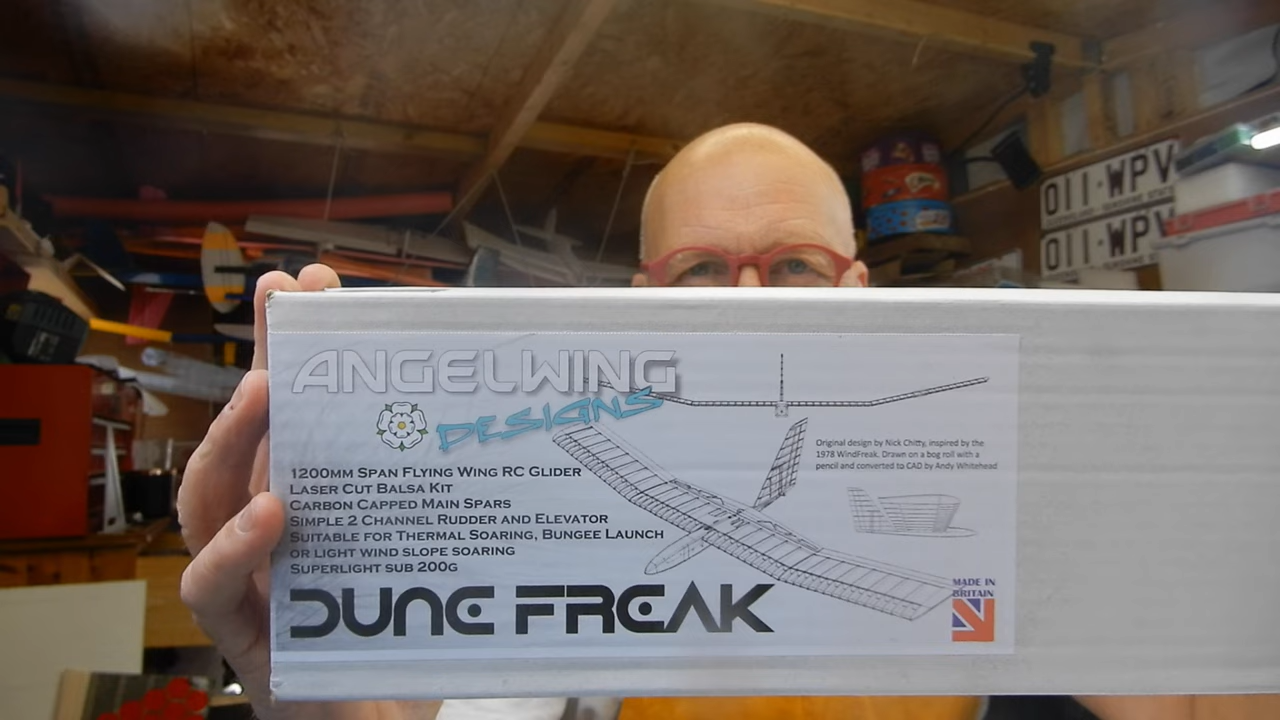 011·WPV
011·WPV
ANGELWING
DESIGNS
1200MM SPAN FLYING WING RC GLIDER
LASER CUT BALSA KIT
CARBON CAPPED MAIN SPARS
SIMPLE 2 CHANNEL RUDDER AND ELEVATOR
SUITABLE FOR THERMAL SOARING, BUNGEE LAUNCH
OR LIGHT WIND SLOPE SOARING
SUPERLIGHT SUB 200G
DUNE FREAK
Original design by Nick Chitty, inspired by the
1978 WindFreak. Drawn on a bog roll with a
pencil and converted to CAD by Andy Whitehead
MADE IN
BRITAIN